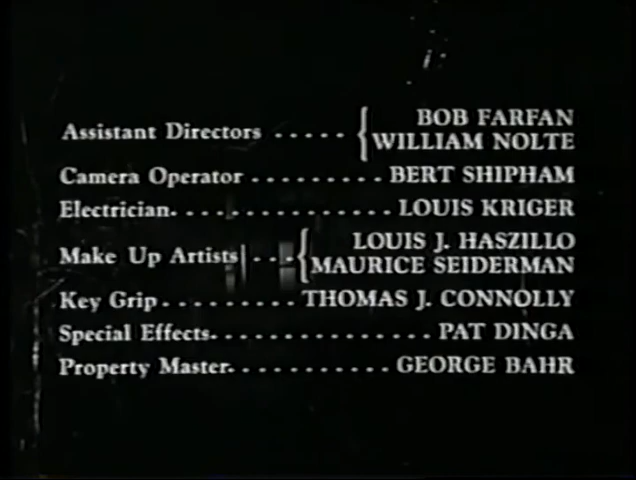 Assistant Directors ..... { BOB FARFAN
WILLIAM NOLTE
Camera Operator ......... BERT SHIPHAM
Electrician............... LOUIS KRIGER
Make Up Artists ... { LOUIS J. HASZILLO
MAURICE SEIDERMAN
Key Grip......... THOMAS J. CONNOLLY
Special Effects............... PAT DINGA
Property Master........... GEORGE BAHR